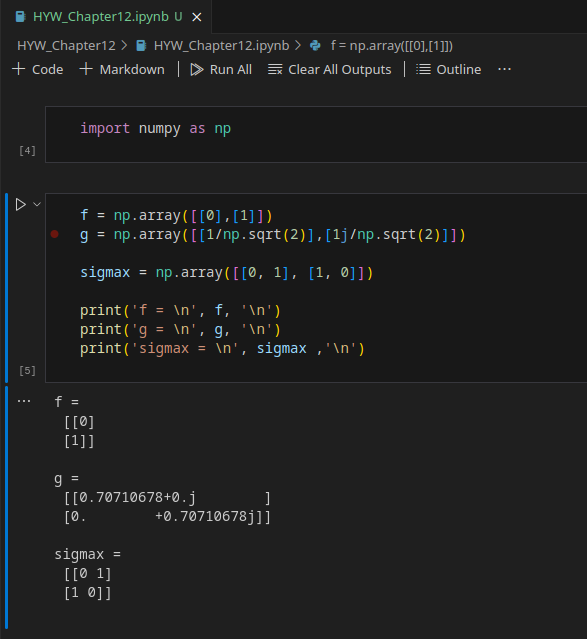 HYW_Chapter12.ipynb U ×
HYW_Chapter12 > HYW_Chapter12.ipynb > f = np.array([[0],[1]])
+ Code + Markdown | Run All Clear All Outputs | Outline ...
import numpy as np
[4]
f = np.array([[0],[1]])
g = np.array([[1/np.sqrt(2)],[1j/np.sqrt(2)]])
sigmax = np.array([[0, 1], [1, 0]])
print('f = \n', f, '\n')
print('g = \n', g, '\n')
print('sigmax = \n', sigmax ,'\n')
[5]
... f =
[[0]
[1]]
g =
[[0.70710678+0.j        ]
[0.        +0.70710678j]]
sigmax =
[[0 1]
[1 0]]